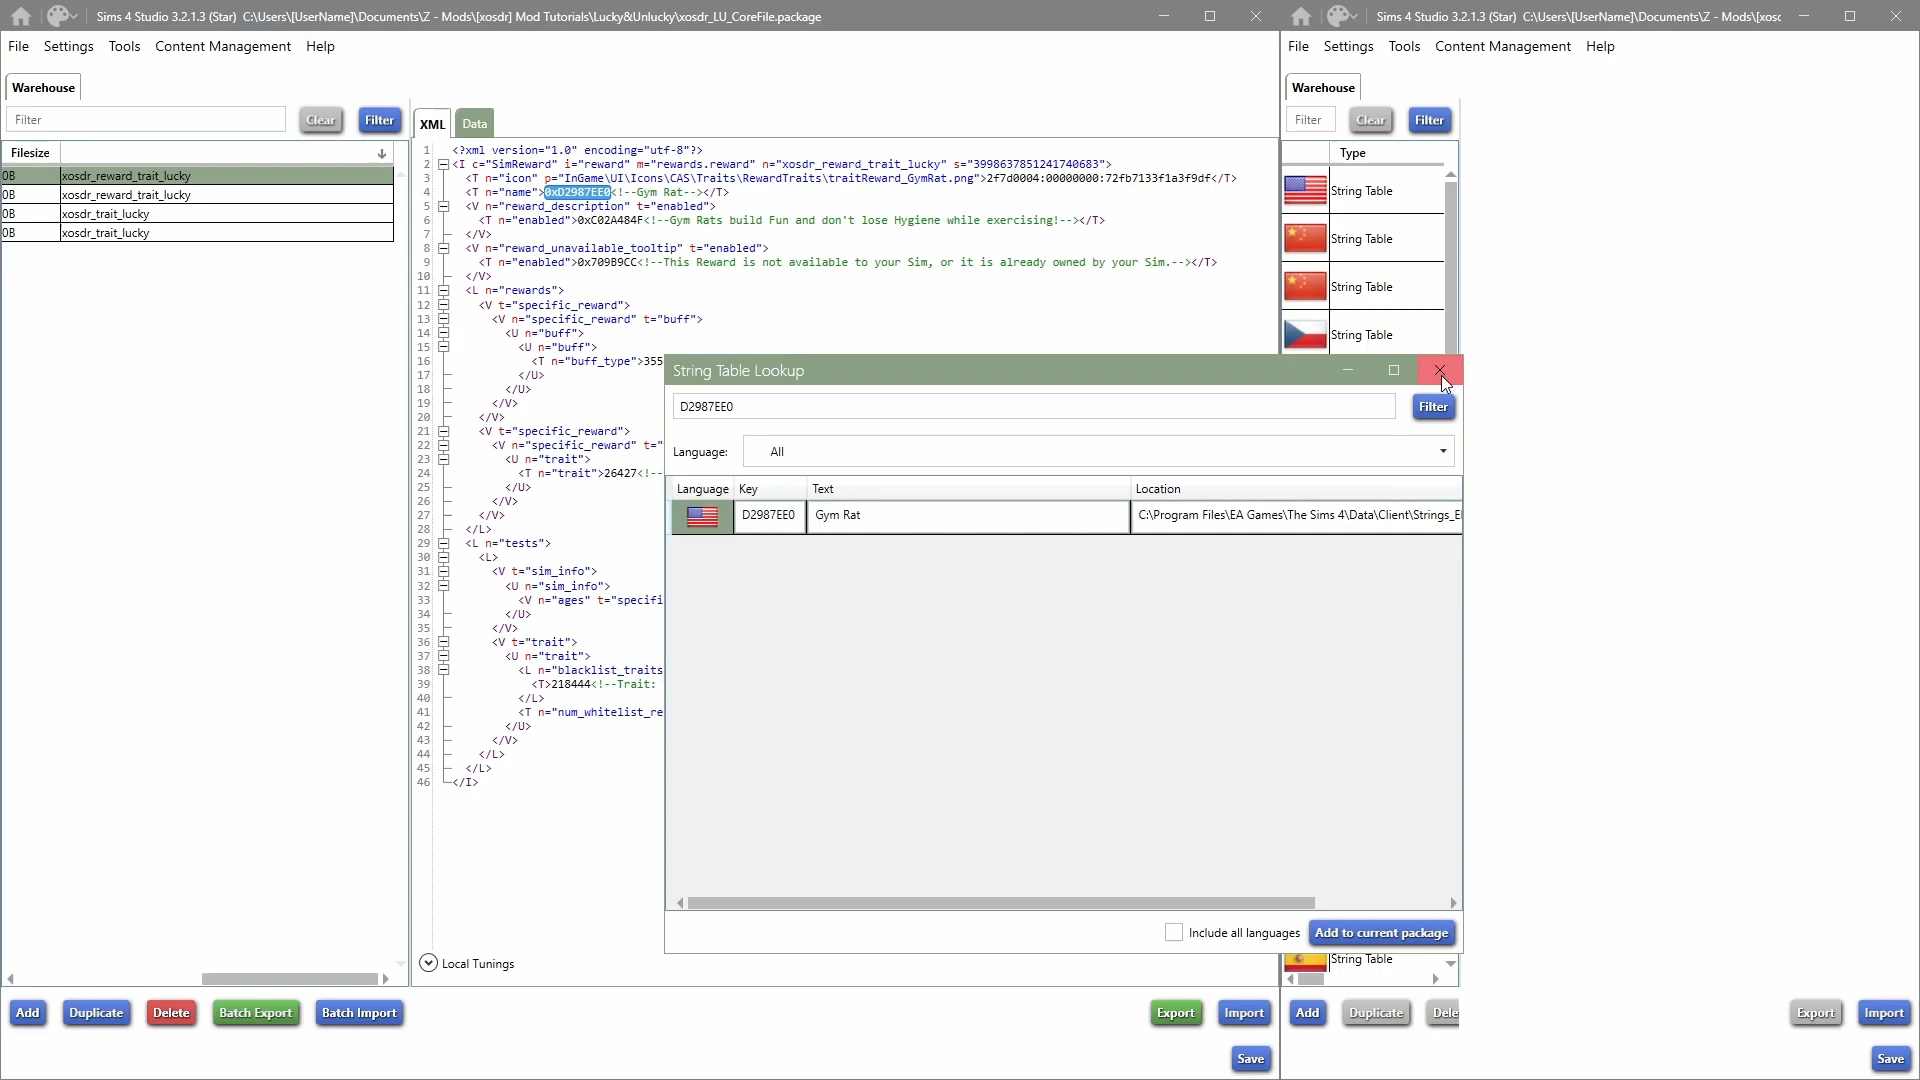 Sims 4 Studio 3.2.1.3 (Star) C:\Users\[UserName]\Documents\Z - Mods\[xosdr] Mod Tutorials\Lucky&Unlucky\xosdr_LU_CoreFile.package
Sims 4 Studio 3.2.1.3 (Star) C:\Users\[UserName]\Documents\Z - Mods\[xosc
File Settings Tools Content Management Help
File Settings Tools Content Management Help
Warehouse
Warehouse
Filter Clear Filter
XML Data
Filter Clear Filter
Filesize
Type
0B xosdr_reward_trait_lucky
0B xosdr_reward_trait_lucky
0B xosdr_trait_lucky
0B xosdr_trait_lucky
1 <?xml version="1.0" encoding="utf-8"?>
2 <I c="SimReward" i="reward" m="rewards.reward" n="xosdr_reward_trait_lucky" s="3998637851241740683">
3 <T n="icon" p="InGame\UI\Icons\CAS\Traits\RewardTraits\traitReward_GymRat.png">2f7d0004:00000000:72fb7133f1a3f9df</T>
4 <T n="name">0xD2987EE0<!--Gym Rat--></T>
5 <V n="reward_description" t="enabled">
6 <T n="enabled">0xC02A484F<!--Gym Rats build Fun and don't lose Hygiene while exercising!--></T>
7 </V>
8 <V n="reward_unavailable_tooltip" t="enabled">
9 <T n="enabled">0x709B9CC<!--This Reward is not available to your Sim, or it is already owned by your Sim.--></T>
10 </V>
11 <L n="rewards">
12 <V t="specific_reward">
13 <V n="specific_reward" t="buff">
14 <U n="buff">
15 <U n="buff">
16 <T n="buff_type">355
17 </U>
18 </U>
19 </V>
20 </V>
21 <V t="specific_reward">
22 <V n="specific_reward" t="
23 <U n="trait">
24 <T n="trait">26427<!--
25 </U>
26 </V>
27 </V>
28 </L>
29 <L n="tests">
30 <L>
31 <V t="sim_info">
32 <U n="sim_info">
33 <V n="ages" t="specifi
34 </U>
35 </V>
36 <V t="trait">
37 <U n="trait">
38 <L n="blacklist_traits
39 <T>218444<!--Trait:
40 </L>
41 <T n="num_whitelist_re
42 </U>
43 </V>
44 </L>
45 </L>
46 </I>
String Table
String Table
String Table
String Table
String Table Lookup
D2987EE0 Filter
Language: All
Language Key Text Location
D2987EE0 Gym Rat C:\Program Files\EA Games\The Sims 4\Data\Client\Strings_E
Include all languages Add to current package
Local Tunings
String Table
Add Duplicate Delete Batch Export Batch Import
Export Import
Add Duplicate Dele
Export Import
Save
Save